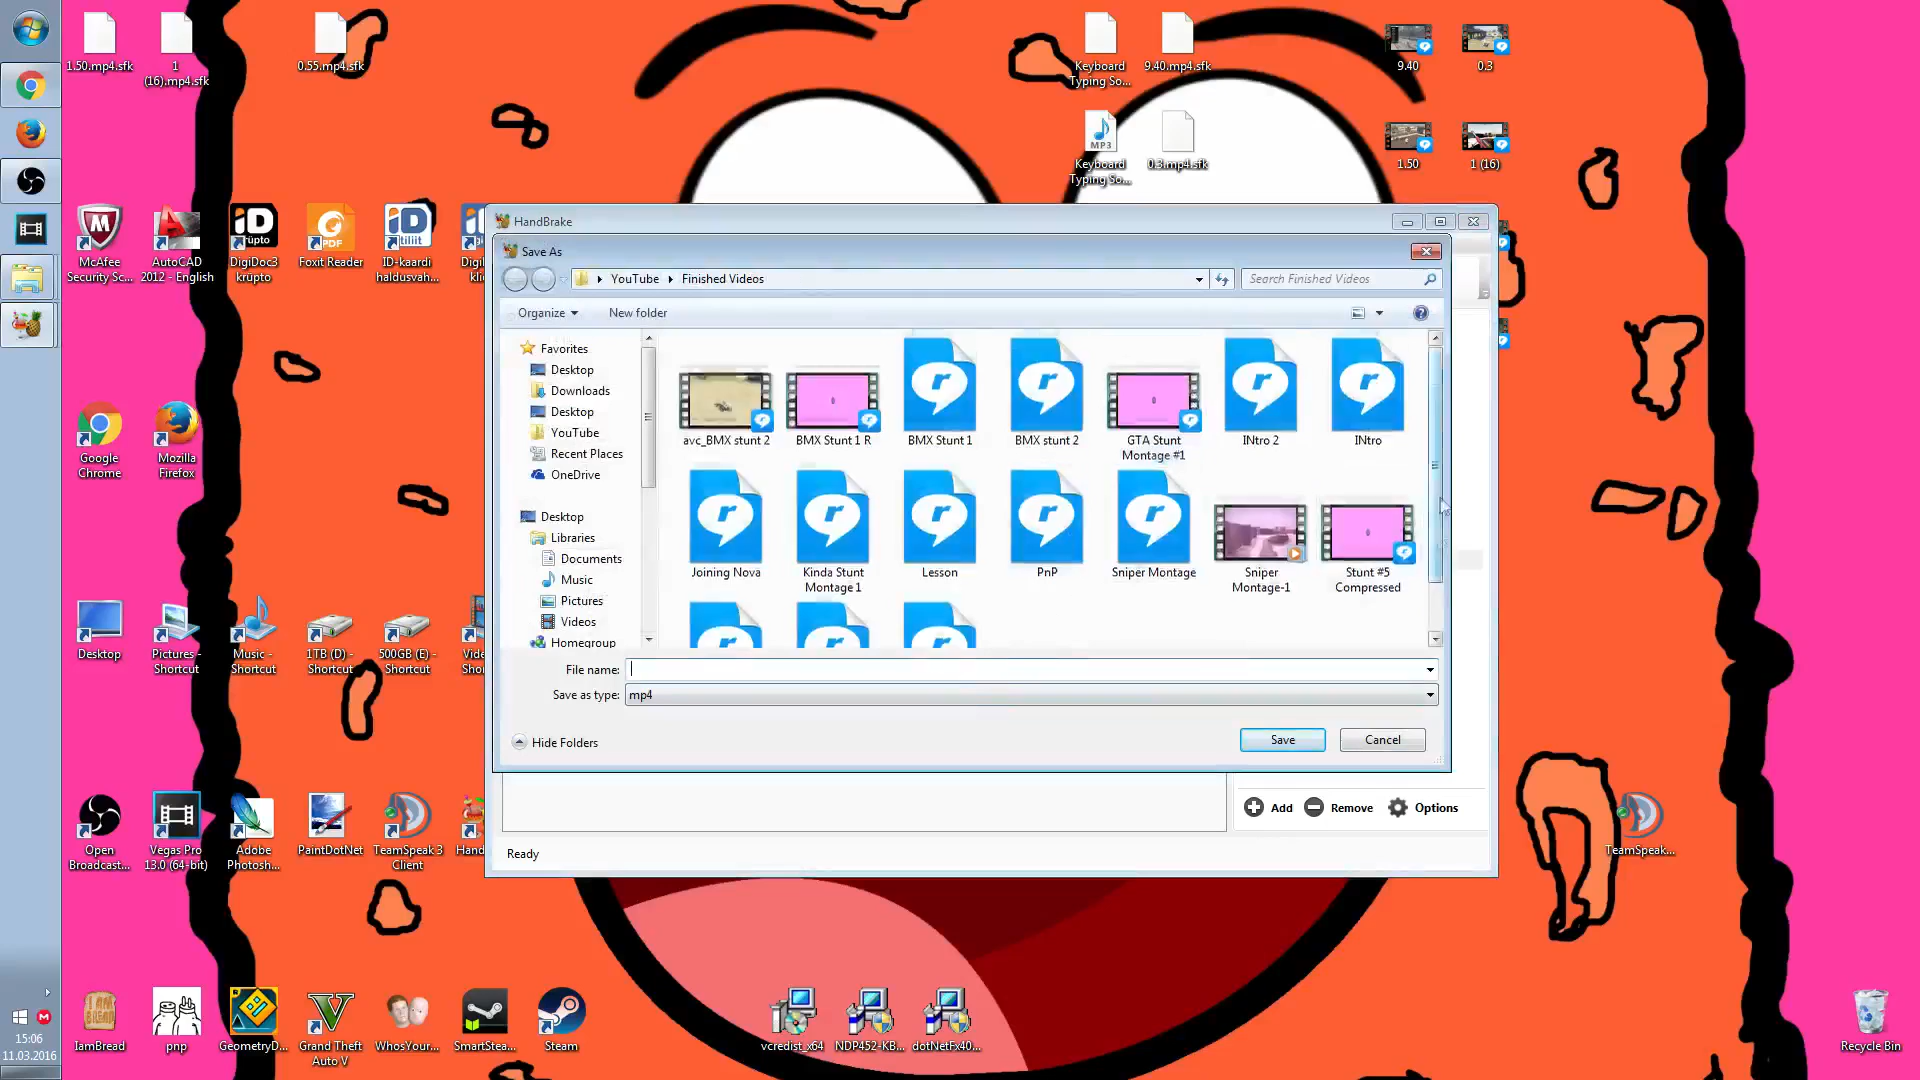 1.50.mp4.sfk
1
(16).mp4.sfk
0.55.mp4.sfk
Keyboard
Typing So...
9.40.mp4.sfk
9.40
0.3
MP3
Keyboard
Typing So...
0.3.mp4.sfk
1.50
1 (16)
McAfee
Security Sc...
AutoCAD
2012 - English
DigiDoc3
krüpto
PDF
Foxit Reader
ID-kaardi
haldusvah...
Google
Chrome
Mozilla
Firefox
Desktop
Pictures -
Shortcut
Music -
Shortcut
1TB (D) -
Shortcut
500GB (E) -
Shortcut
Open
Broadcast...
Vegas Pro
13.0 (64-bit)
Adobe
Photosh...
PaintDotNet
TeamSpeak 3
Client
IamBread
pnp
GeometryD...
Grand Theft
Auto V
WhosYour...
SmartStea...
Steam
vcredist_x64
NDP452-KB...
dotNetFx40...
TeamSpeak...
Recycle Bin
15:06
11.03.2016
HandBrake
Save As
YouTube
Finished Videos
Search Finished Videos
Organize
New folder
Favorites
Desktop
Downloads
Desktop
YouTube
Recent Places
OneDrive
Desktop
Libraries
Documents
Music
Pictures
Videos
Homegroup
avc_BMX stunt 2
BMX Stunt 1 R
BMX Stunt 1
BMX stunt 2
GTA Stunt
Montage #1
INtro 2
INtro
Joining Nova
Kinda Stunt
Montage 1
Lesson
PnP
Sniper Montage
Sniper
Montage-1
Stunt #5
Compressed
File name:
Save as type:
mp4
Hide Folders
Save
Cancel
Add
Remove
Options
Ready